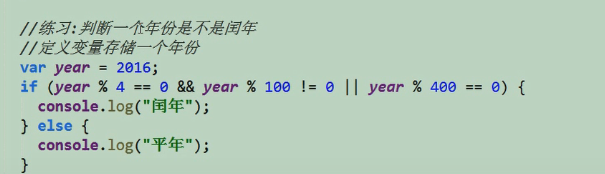 //练习:判断一个年份是不是闰年
//定义变量存储一个年份
var year = 2016;
if (year % 4 == 0 && year % 100 != 0 || year % 400 == 0) {
  console.log("闰年");
} else {
  console.log("平年");
}